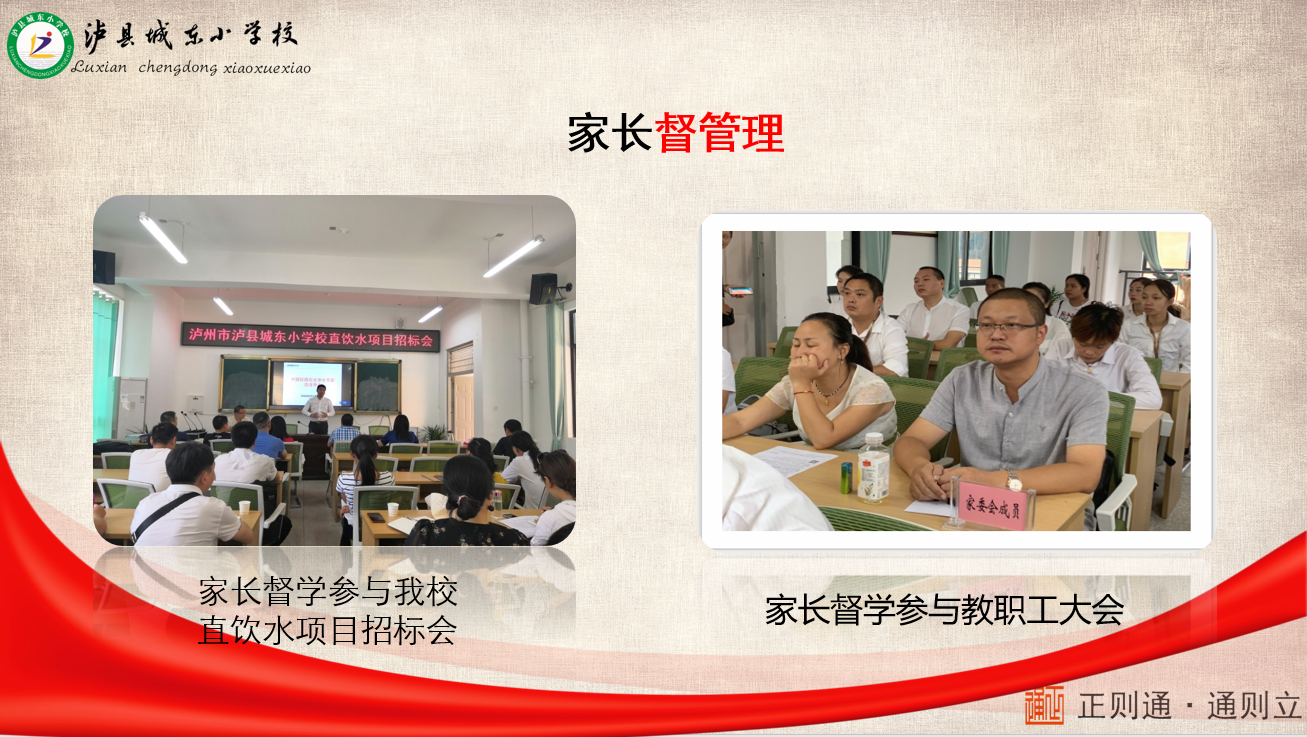 泸县城东小学校
Luxian chengdong xiaoxuexiao
家长督管理
泸州市泸县城东小学校直饮水项目招标会
家委会成员
家长督学参与我校
直饮水项目招标会
家长督学参与教职工大会
正则通·通则立